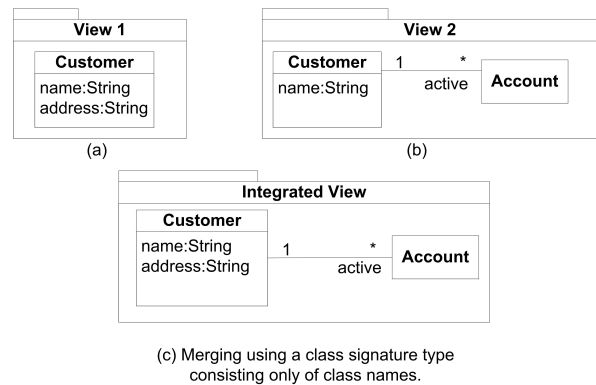 View 1
Customer
name:String
address:String
(a)
View 2
Customer
name:String
1
*
active
Account
(b)
Integrated View
Customer
name:String
address:String
1
*
active
Account
(c) Merging using a class signature type
consisting only of class names.